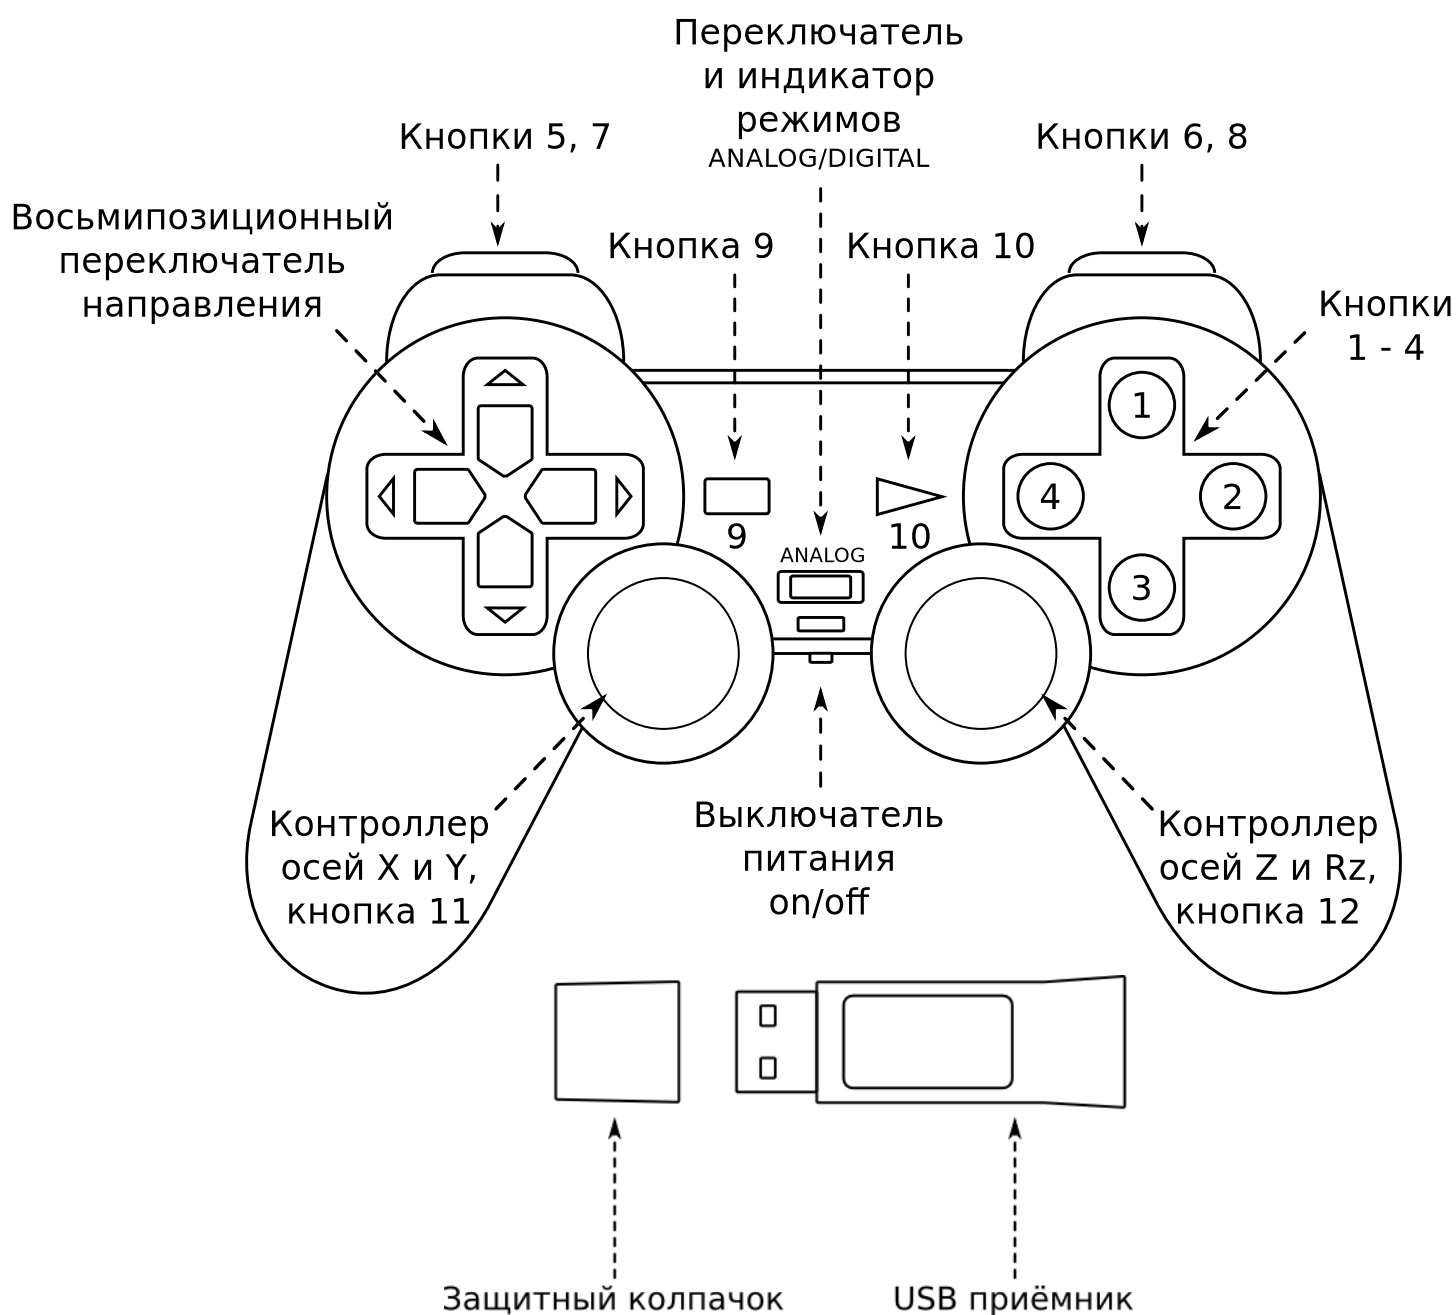 Переключатель
и индикатор
режимов
ANALOG/DIGITAL
Кнопки 5, 7
Кнопки 6, 8
Восьмипозиционный
переключатель
направления
Кнопка 9
Кнопка 10
Кнопки
1 - 4
1
4
2
3
9
10
ANALOG
Контроллер
осей X и Y,
кнопка 11
Выключатель
питания
on/off
Контроллер
осей Z и Rz,
кнопка 12
Защитный колпачок
USB приёмник